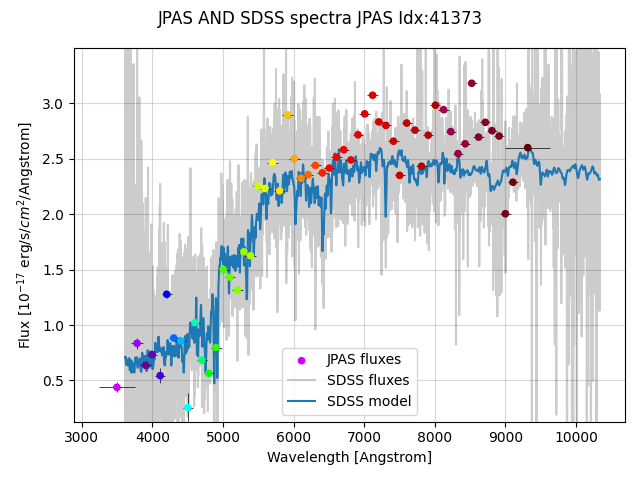 JPAS AND SDSS spectra JPAS Idx:41373
Flux [10⁻¹⁷ erg/s/cm²/Angstrom]
3.0
2.5
2.0
1.5
1.0
0.5
JPAS fluxes
SDSS fluxes
SDSS model
3000 4000 5000 6000 7000 8000 9000 10000
Wavelength [Angstrom]